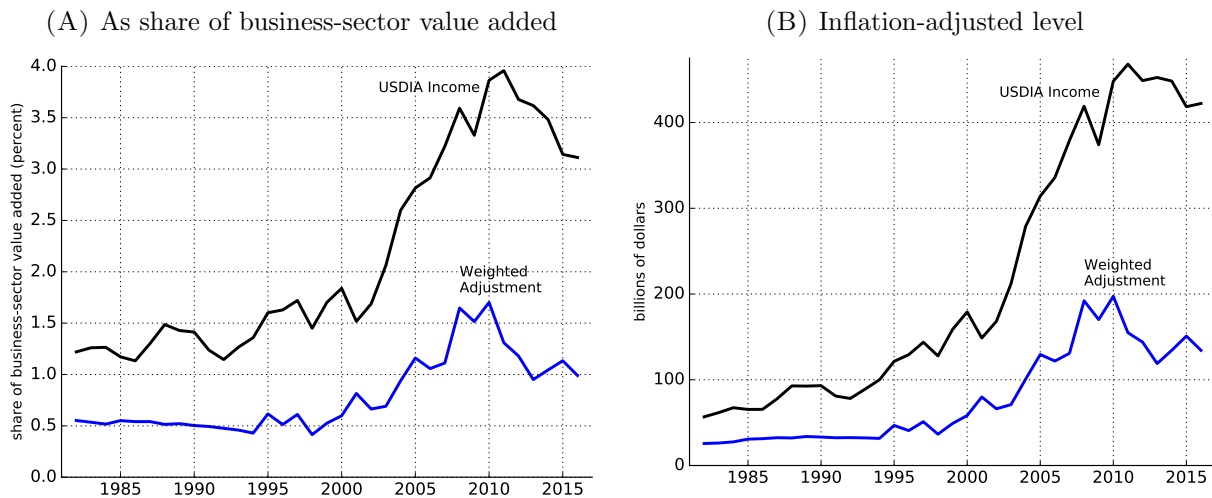 (A) As share of business-sector value added
share of business-sector value added (percent)
4.0
3.5
3.0
2.5
2.0
1.5
1.0
0.5
0.0
USDIA Income
Weighted
Adjustment
1985 1990 1995 2000 2005 2010 2015
(B) Inflation-adjusted level
billions of dollars
400
300
200
100
0
USDIA Income
Weighted
Adjustment
1985 1990 1995 2000 2005 2010 2015